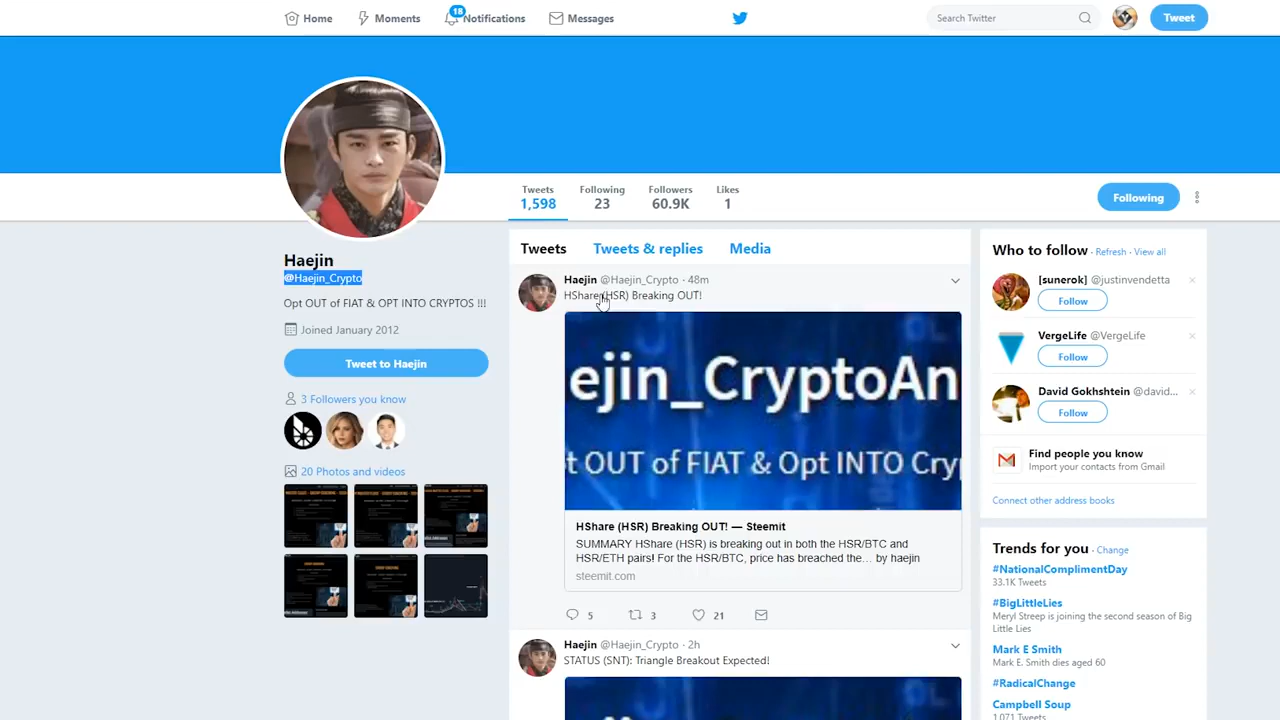 Home
Moments
18
Notifications
Messages
Search Twitter
Tweet
Tweets
1,598
Following
23
Followers
60.9K
Likes
1
Following
Haejin
@Haejin_Crypto
Opt OUT of FIAT & OPT INTO CRYPTOS !!!
Joined January 2012
Tweet to Haejin
3 Followers you know
20 Photos and videos
Tweets
Tweets & replies
Media
Haejin @Haejin_Crypto · 48m
HShare (HSR) Breaking OUT!
ejin_CryptoAn
t OUT of FIAT & Opt INTO Cry
HShare (HSR) Breaking OUT! — Steemit
SUMMARY HShare (HSR) is breaking out in both the HSR/BTC and
HSR/ETH pairs! For the HSR/BTC, price has breached the... by haejin
steemit.com
5
3
21
Haejin @Haejin_Crypto · 2h
STATUS (SNT): Triangle Breakout Expected!
Who to follow · Refresh · View all
[sunerok] @justinvendetta
Follow
VergeLife @VergeLife
Follow
David Gokhshtein @david...
Follow
Find people you know
Import your contacts from Gmail
Connect other address books
Trends for you · Change
#NationalComplimentDay
33.1K Tweets
#BigLittleLies
Meryl Streep is joining the second season of Big
Little Lies
Mark E Smith
Mark E. Smith dies aged 60
#RadicalChange
Campbell Soup
1,071 Tweets